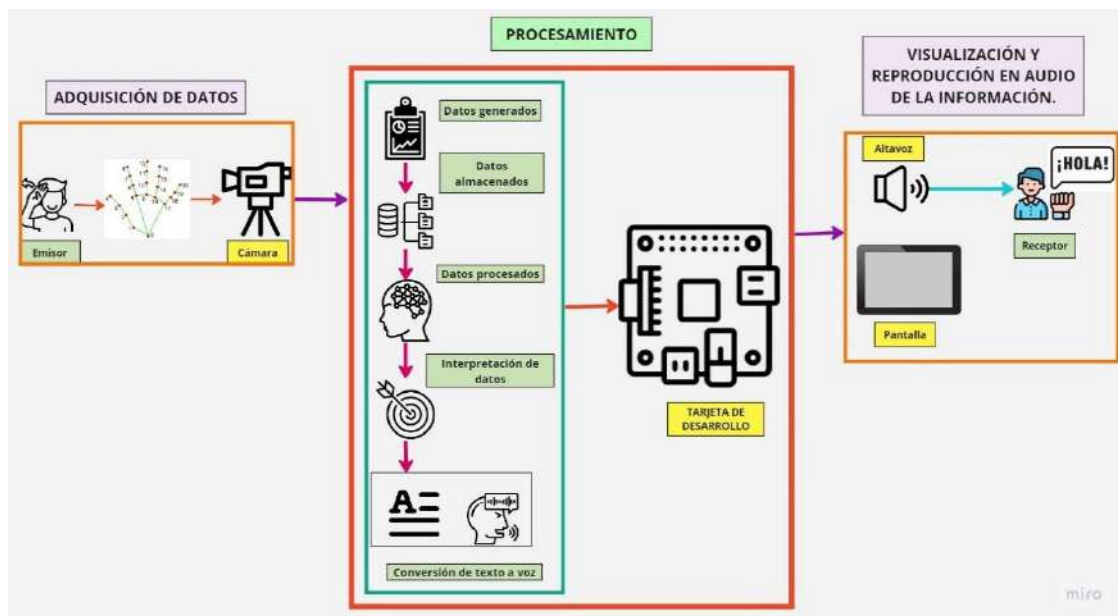 PROCESAMIENTO
ADQUISICIÓN DE DATOS
Emisor
Cámara
Datos generados
Datos
almacenados
Datos procesados
Interpretación de
datos
Conversión de texto a voz
TARJETA DE
DESARROLLO
VISUALIZACIÓN Y
REPRODUCCIÓN EN AUDIO
DE LA INFORMACIÓN.
Altavoz
¡HOLA!
Receptor
Pantalla
miro